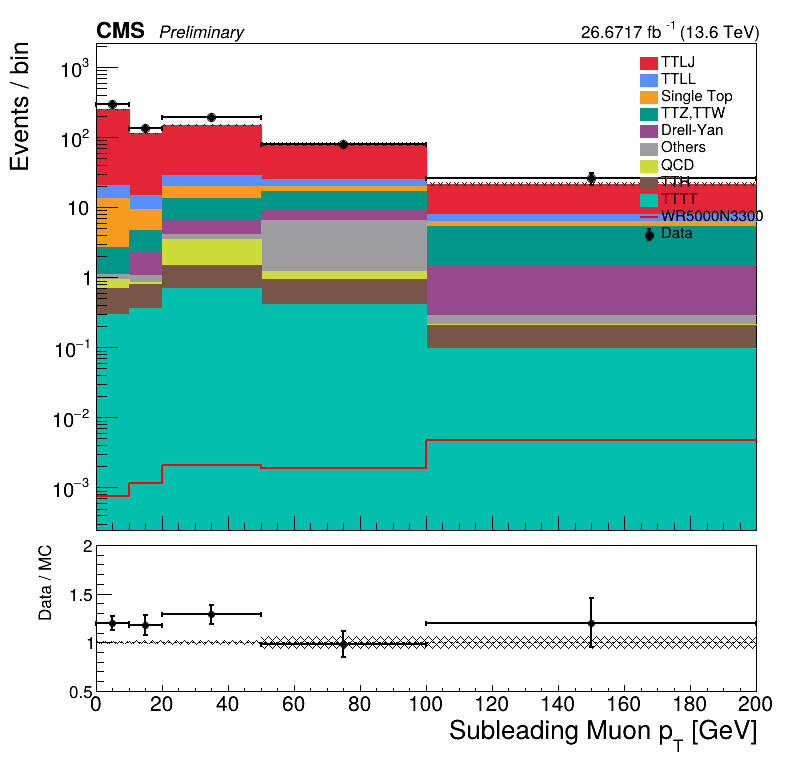 CMS Preliminary 26.6717 fb⁻¹ (13.6 TeV)
Events / bin
10³
10²
10
1
10⁻¹
10⁻²
10⁻³
TTLJ
TTLL
Single Top
TTZ,TTW
Drell-Yan
Others
QCD
TTH
TTTT
WR5000N3300
Data
Data / MC
2
1.5
1
0.5
0 20 40 60 80 100 120 140 160 180 200
Subleading Muon p_T [GeV]